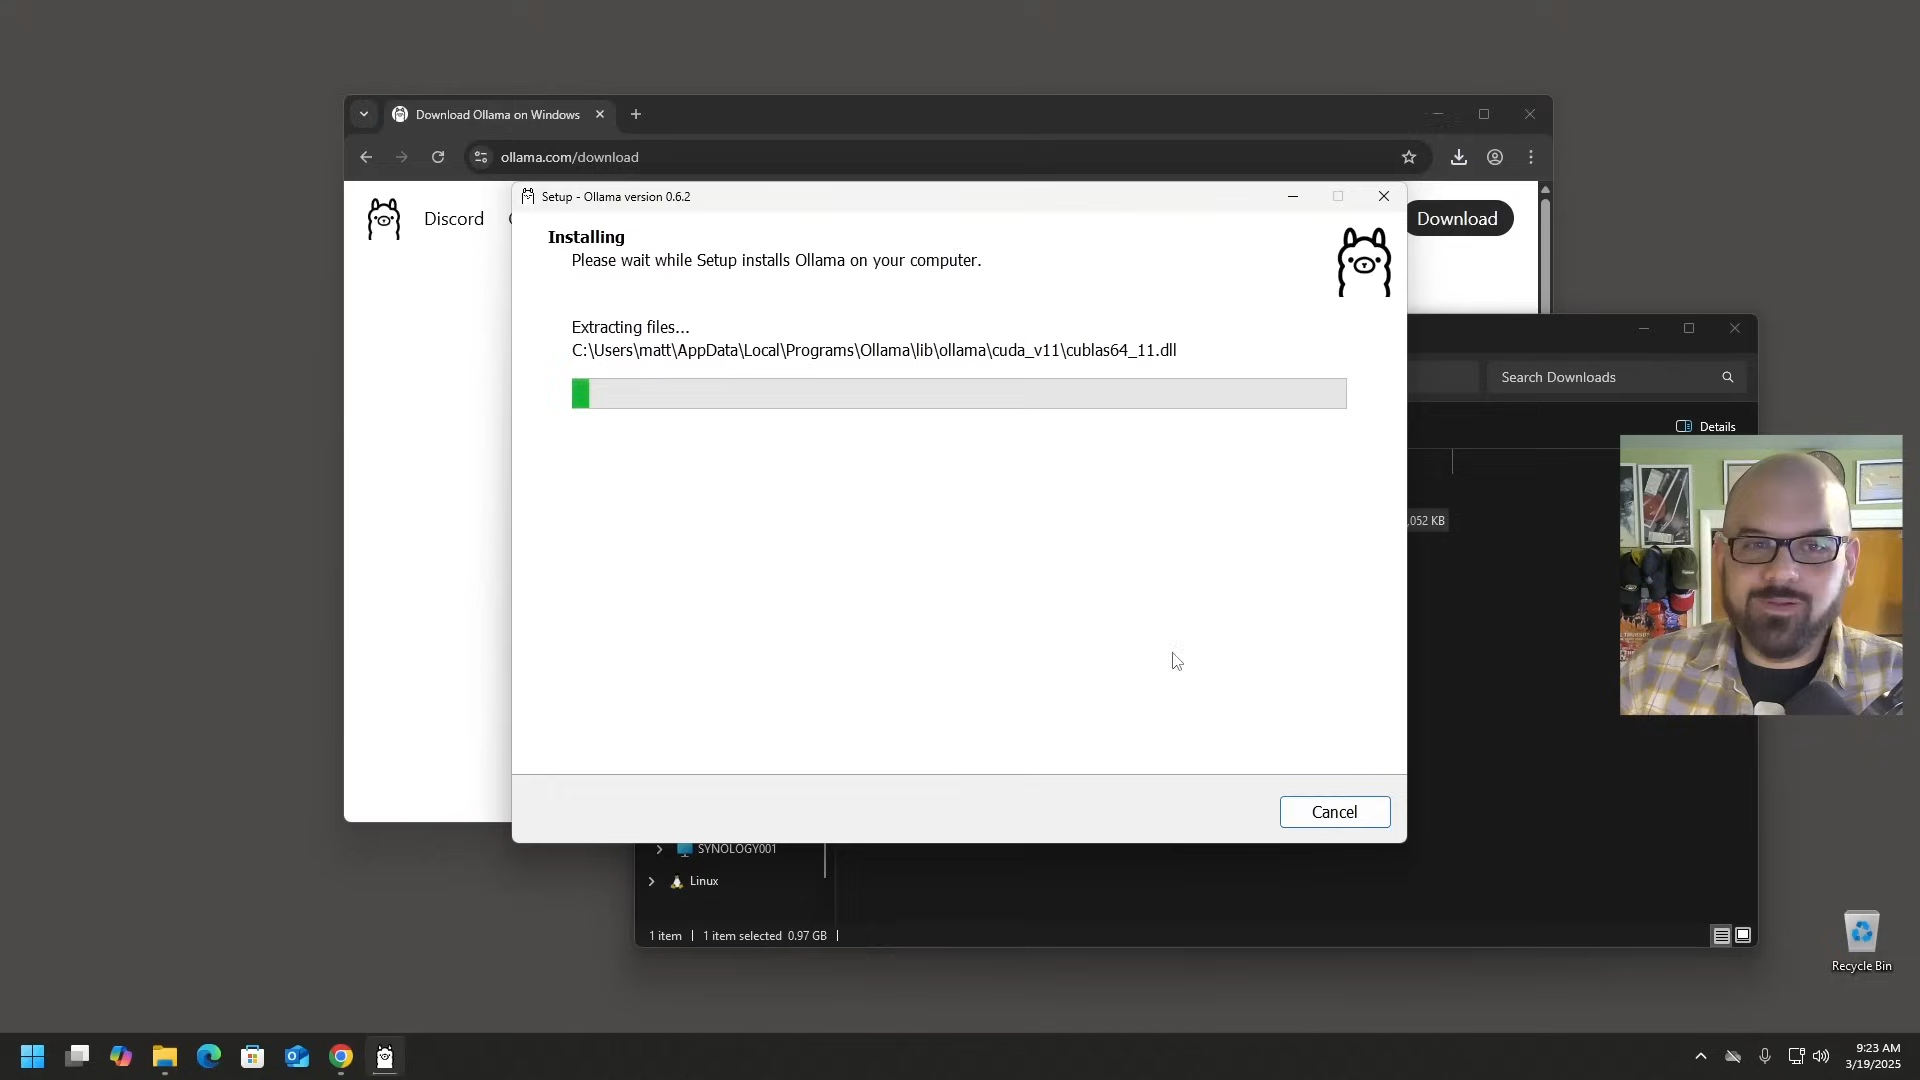 Download Ollama on Windows
ollama.com/download
Discord
Download
Setup - Ollama version 0.6.2
Installing
Please wait while Setup installs Ollama on your computer.
Extracting files...
C:\Users\matt\AppData\Local\Programs\Ollama\lib\ollama\cuda_v11\cublas64_11.dll
Cancel
Search Downloads
Details
,052 KB
SYNOLOGY001
Linux
1 item
1 item selected 0.97 GB
Recycle Bin
9:23 AM
3/19/2025